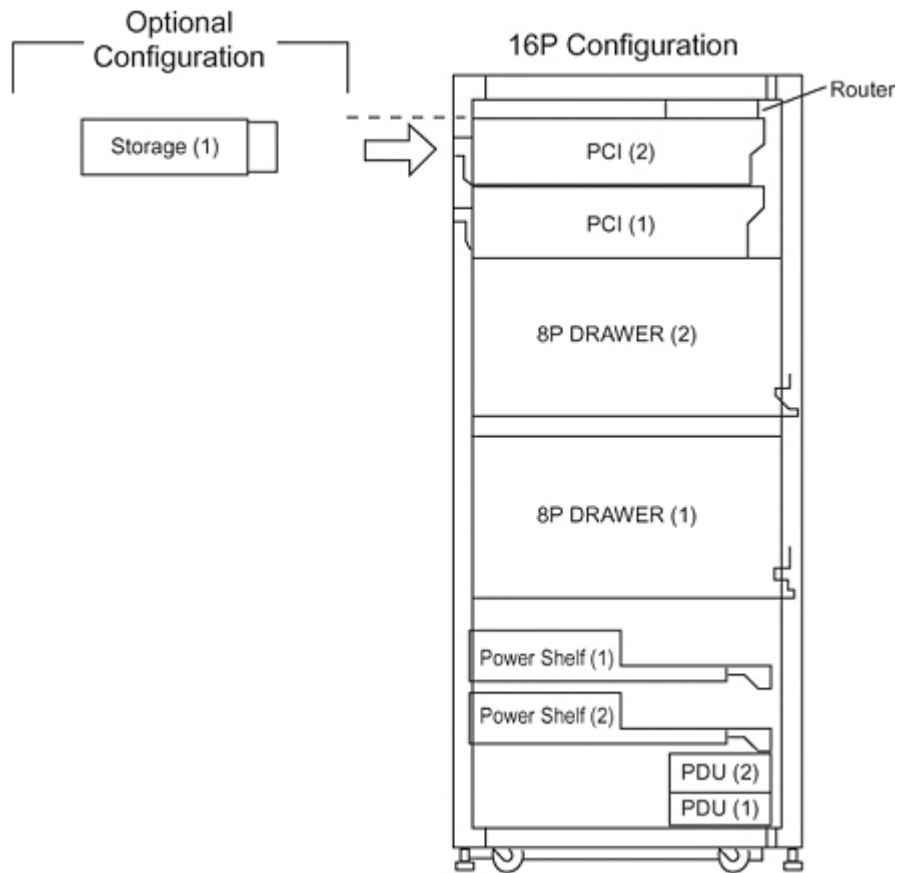 Optional
Configuration
16P Configuration
Router
Storage (1)
PCI (2)
PCI (1)
8P DRAWER (2)
8P DRAWER (1)
Power Shelf (1)
Power Shelf (2)
PDU (2)
PDU (1)